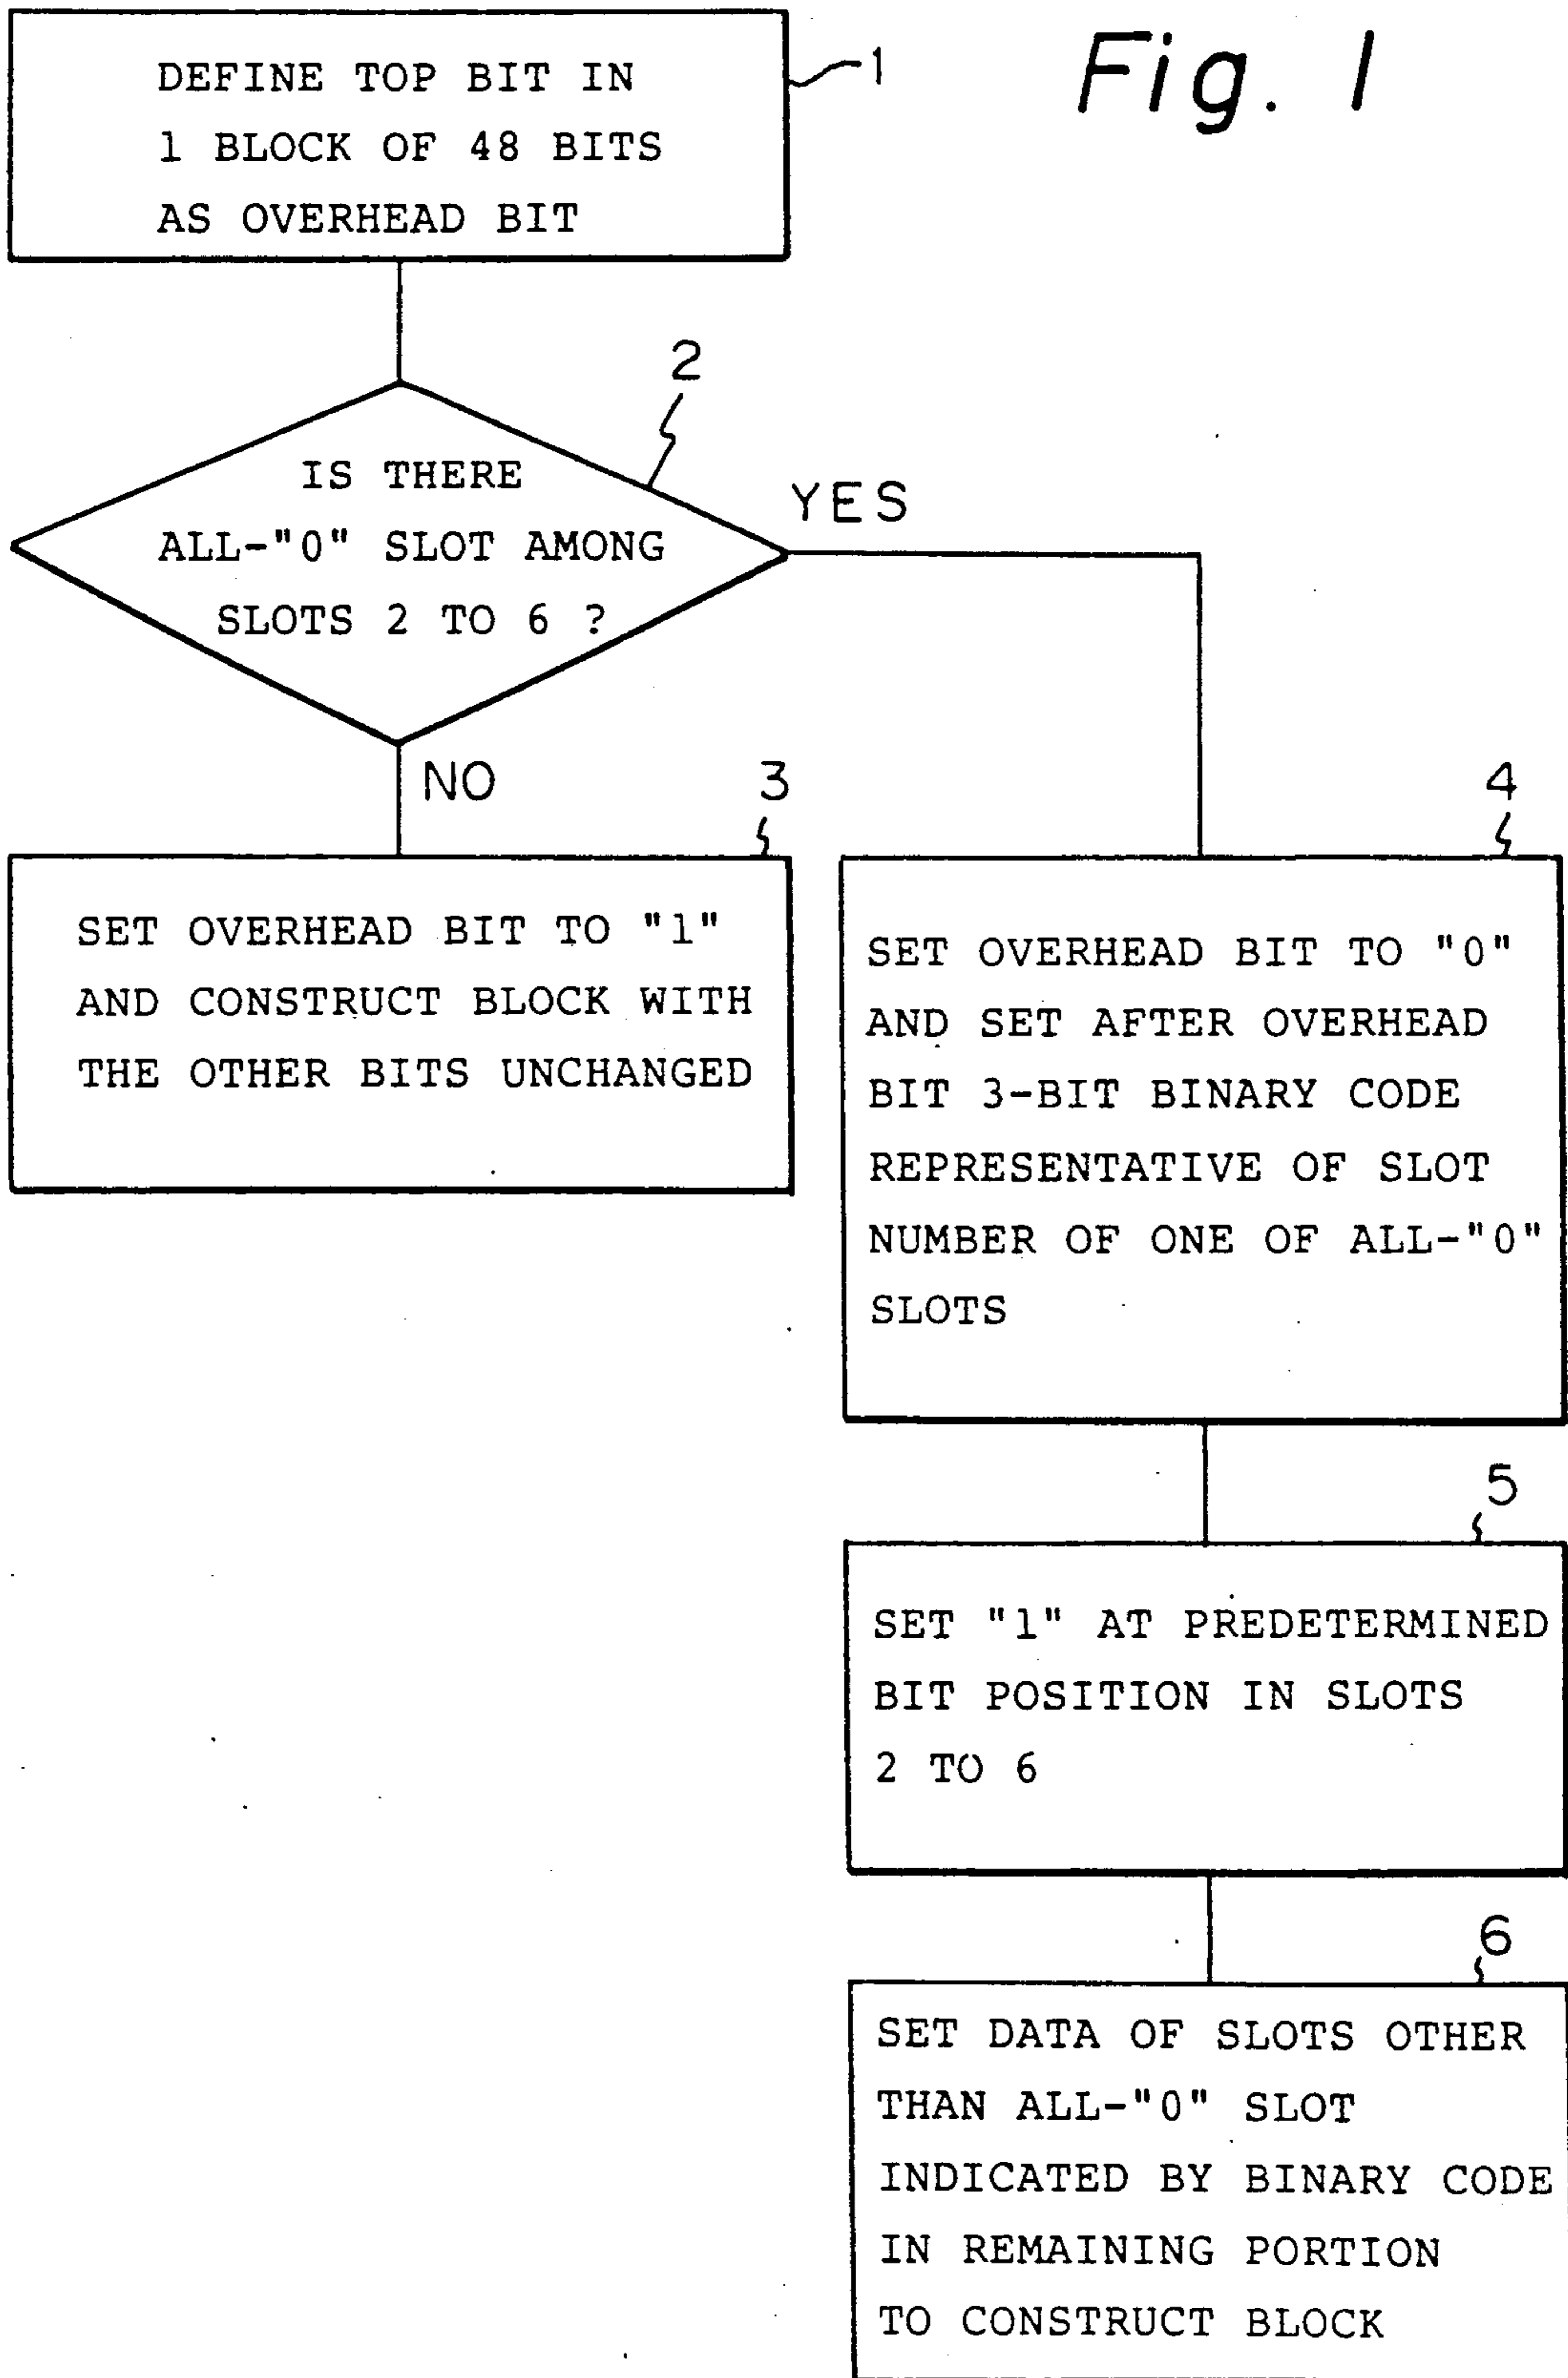 Fig. 1
1
DEFINE TOP BIT IN
1 BLOCK OF 48 BITS
AS OVERHEAD BIT
2
IS THERE
ALL-"0" SLOT AMONG
SLOTS 2 TO 6 ?
YES
NO
3
SET OVERHEAD BIT TO "1"
AND CONSTRUCT BLOCK WITH
THE OTHER BITS UNCHANGED
4
SET OVERHEAD BIT TO "0"
AND SET AFTER OVERHEAD
BIT 3-BIT BINARY CODE
REPRESENTATIVE OF SLOT
NUMBER OF ONE OF ALL-"0"
SLOTS
5
SET "1" AT PREDETERMINED
BIT POSITION IN SLOTS
2 TO 6
6
SET DATA OF SLOTS OTHER
THAN ALL-"0" SLOT
INDICATED BY BINARY CODE
IN REMAINING PORTION
TO CONSTRUCT BLOCK